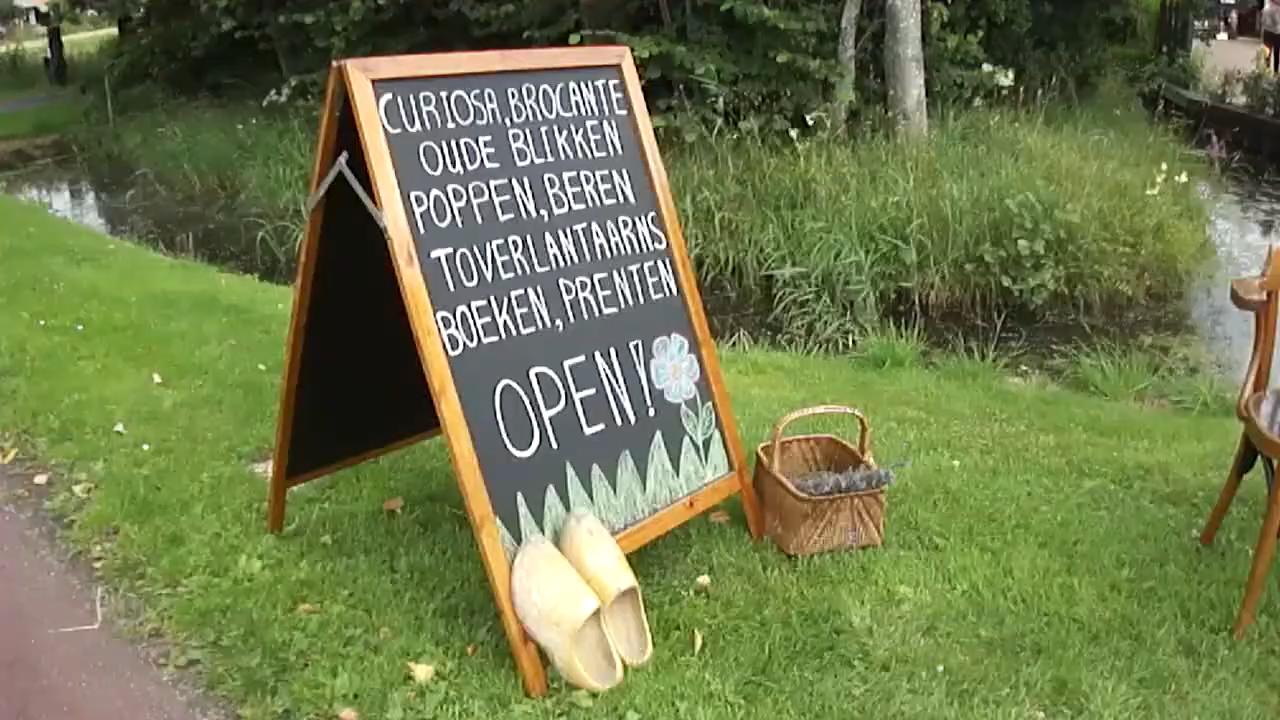 CURIOSA, BROCANTE
OUDE BLIKKEN
POPPEN, BEREN
TOVERLANTAARNS
BOEKEN, PRENTEN
OPEN!